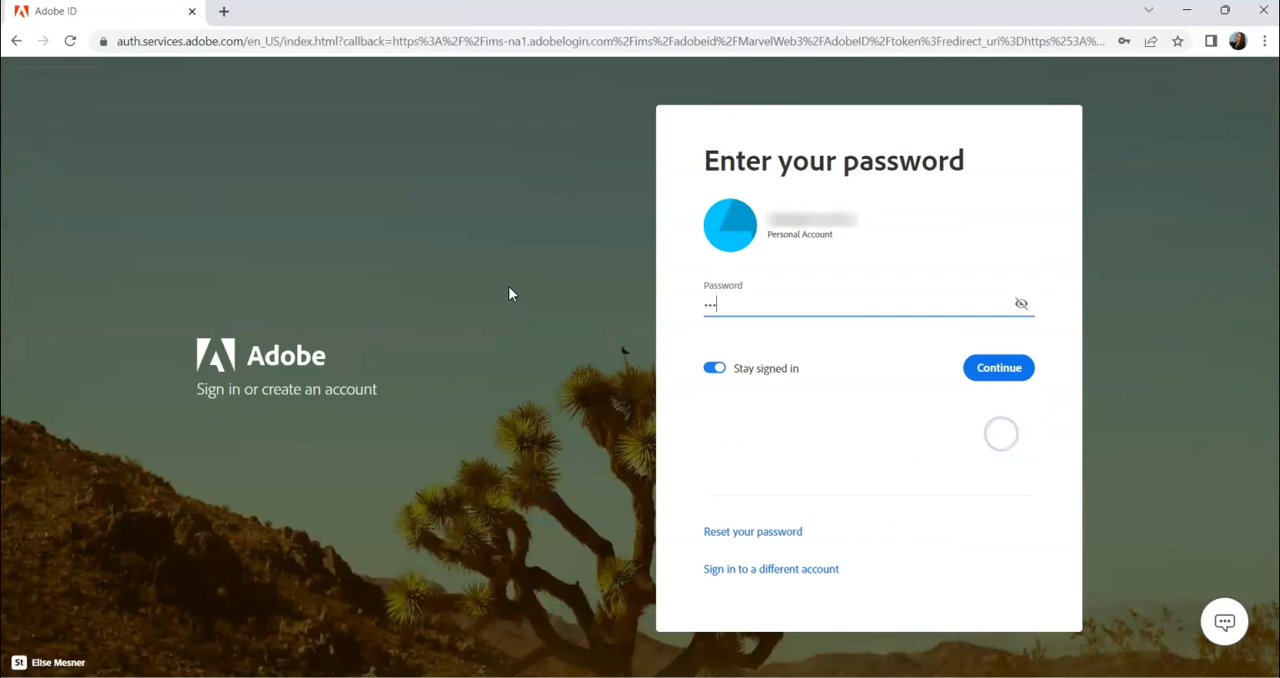 Adobe ID
auth.services.adobe.com/en_US/index.html?callback=https%3A%2F%2Fims-na1.adobelogin.com%2Fims%2Fadobeid%2FMarvelWeb3%2FAdobeID%2Ftoken%3Fredirect_uri%3Dhttps%253A%...
Enter your password
Personal Account
Password
Adobe
Sign in or create an account
Stay signed in
Continue
Reset your password
Sign in to a different account
St Elise Mesner